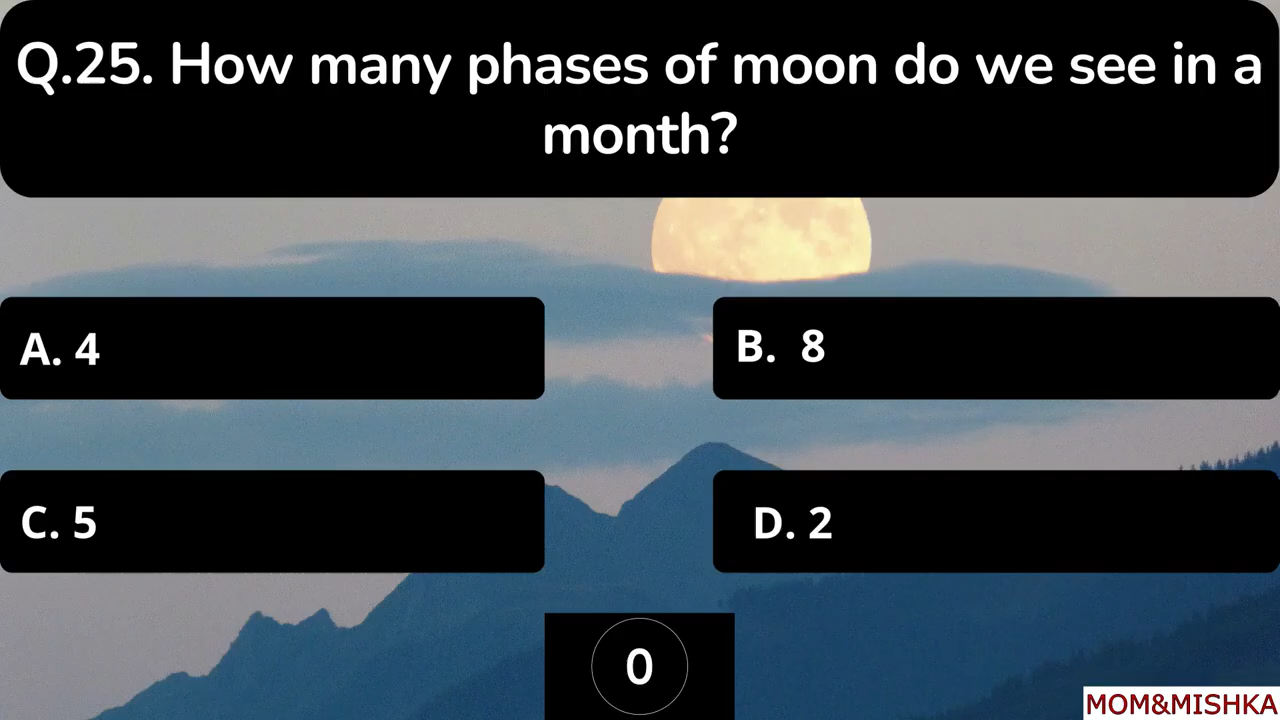 Q.25. How many phases of moon do we see in a
month?
A. 4
B. 8
C. 5
D. 2
0
MOM&MISHKA